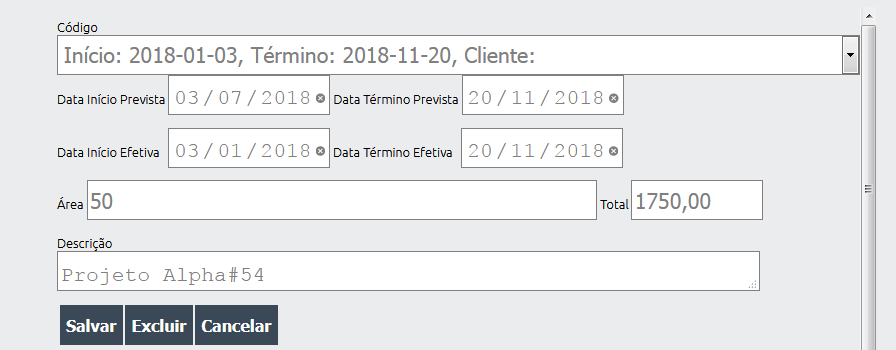 Código
Início: 2018-01-03, Término: 2018-11-20, Cliente:
Data Início Prevista 03/07/2018 Data Término Prevista 20/11/2018
Data Início Efetiva 03/01/2018 Data Término Efetiva 20/11/2018
Área 50 Total 1750,00
Descrição
Projeto Alpha#54
Salvar Excluir Cancelar